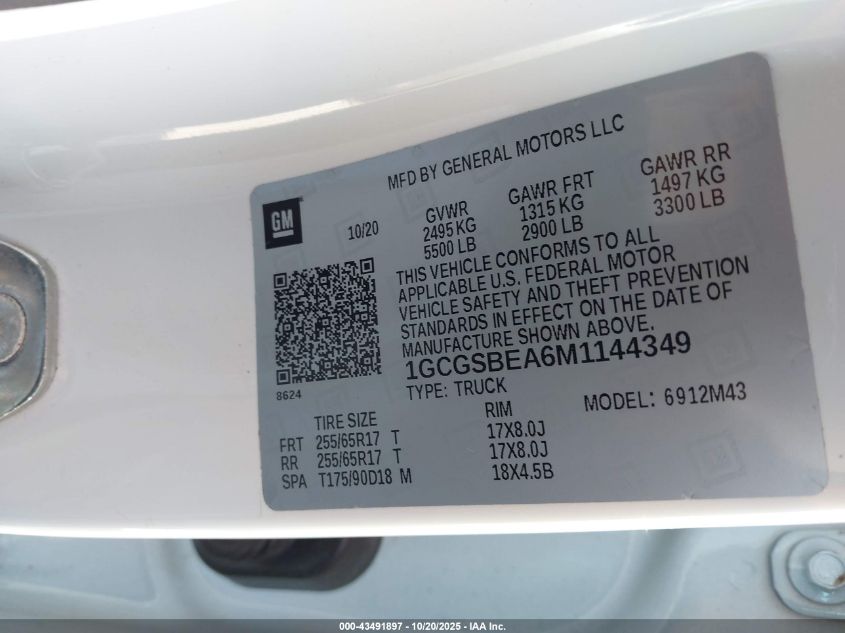 MFD BY GENERAL MOTORS LLC
GM
10/20
GVWR GAWR FRT GAWR RR
2495 KG 1315 KG 1497 KG
5500 LB 2900 LB 3300 LB
THIS VEHICLE CONFORMS TO ALL
APPLICABLE U.S. FEDERAL MOTOR
VEHICLE SAFETY AND THEFT PREVENTION
STANDARDS IN EFFECT ON THE DATE OF
MANUFACTURE SHOWN ABOVE.
1GCGSBEA6M1144349
8624
TYPE: TRUCK MODEL: 6912M43
TIRE SIZE RIM
FRT 255/65R17 T 17X8.0J
RR 255/65R17 T 17X8.0J
SPA T175/90D18 M 18X4.5B
000-43491897 - 10/20/2025 - IAA Inc.